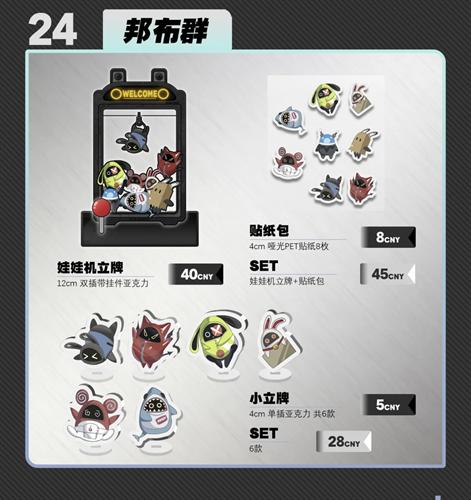 24
邦布群
WELCOME
贴纸包
4cm 哑光PET贴纸8枚
8CNY
娃娃机立牌
12cm 双插带挂件亚克力
40CNY
SET
娃娃机立牌+贴纸包
45CNY
小立牌
4cm 单插亚克力 共6款
5CNY
SET
6款
28CNY